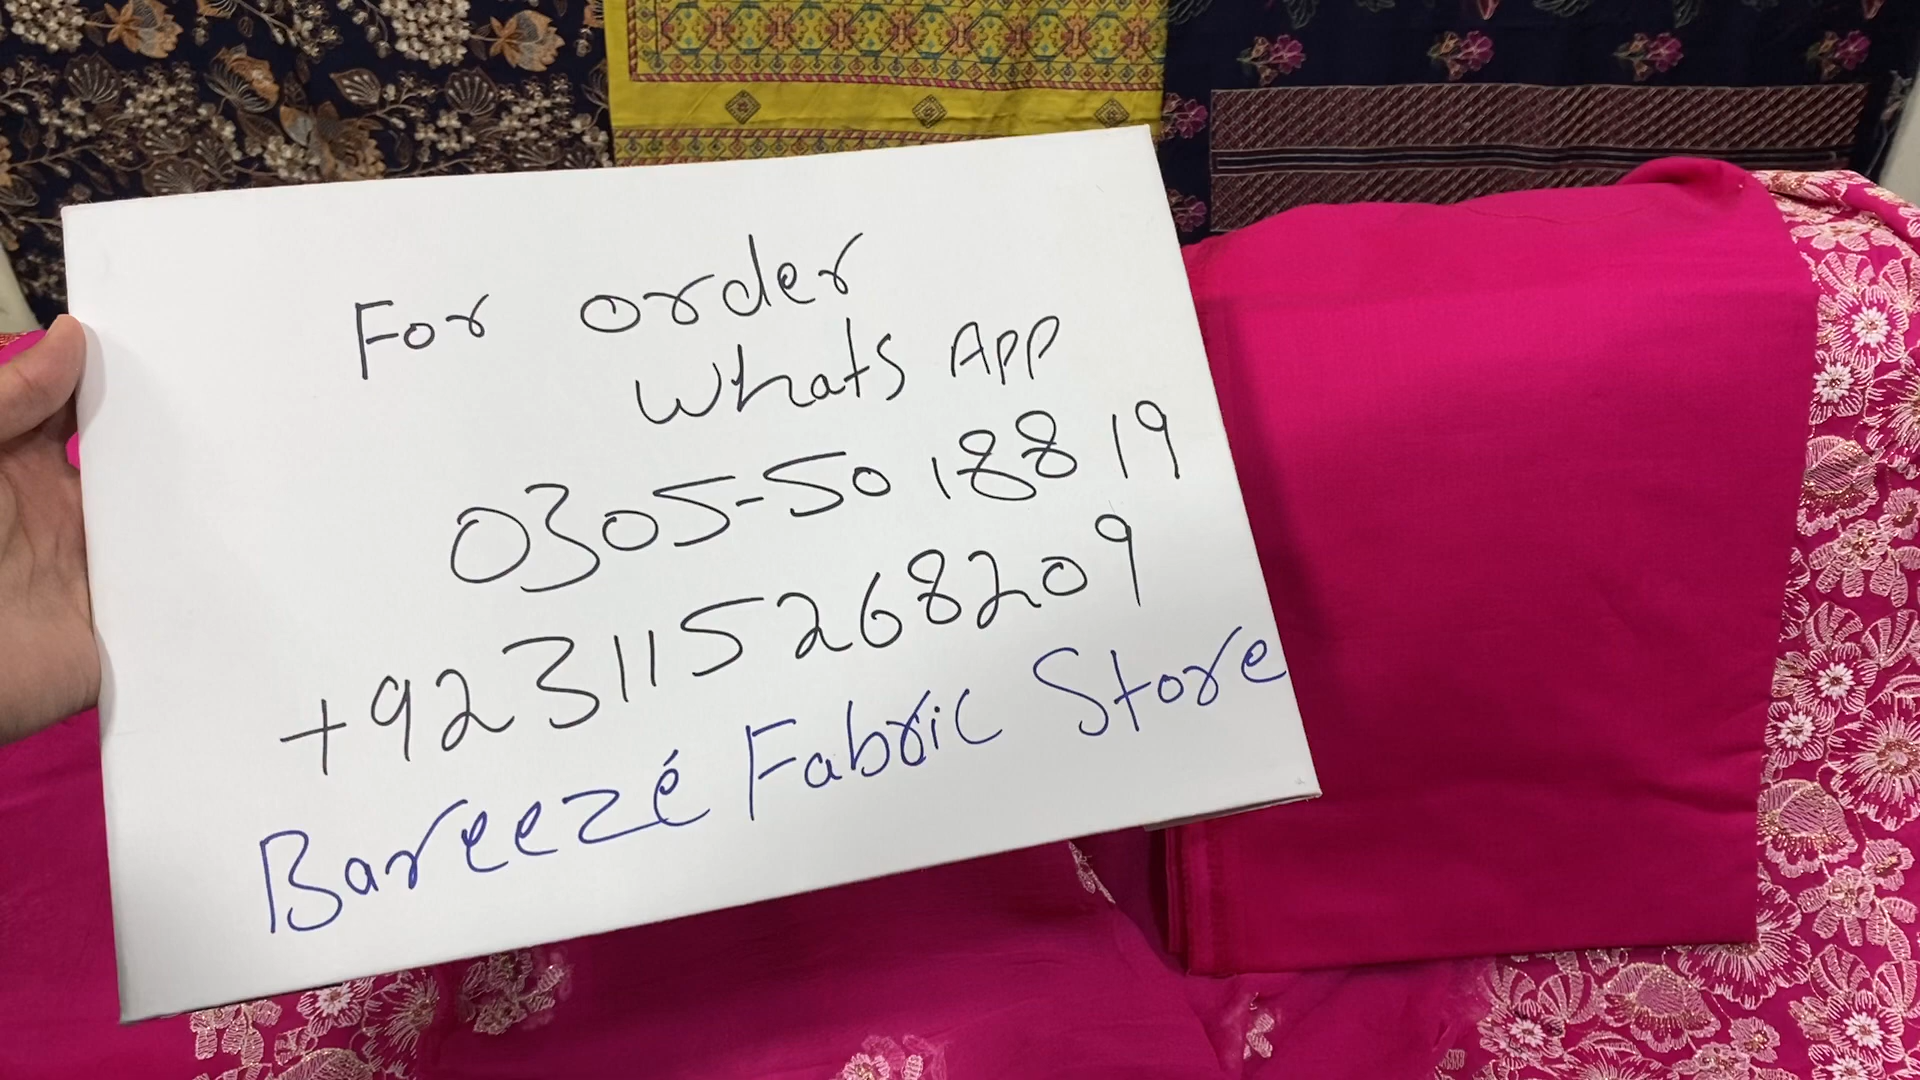 For order
Whats App
0305-5018819
+923115268209
Bareezé Fabric Store